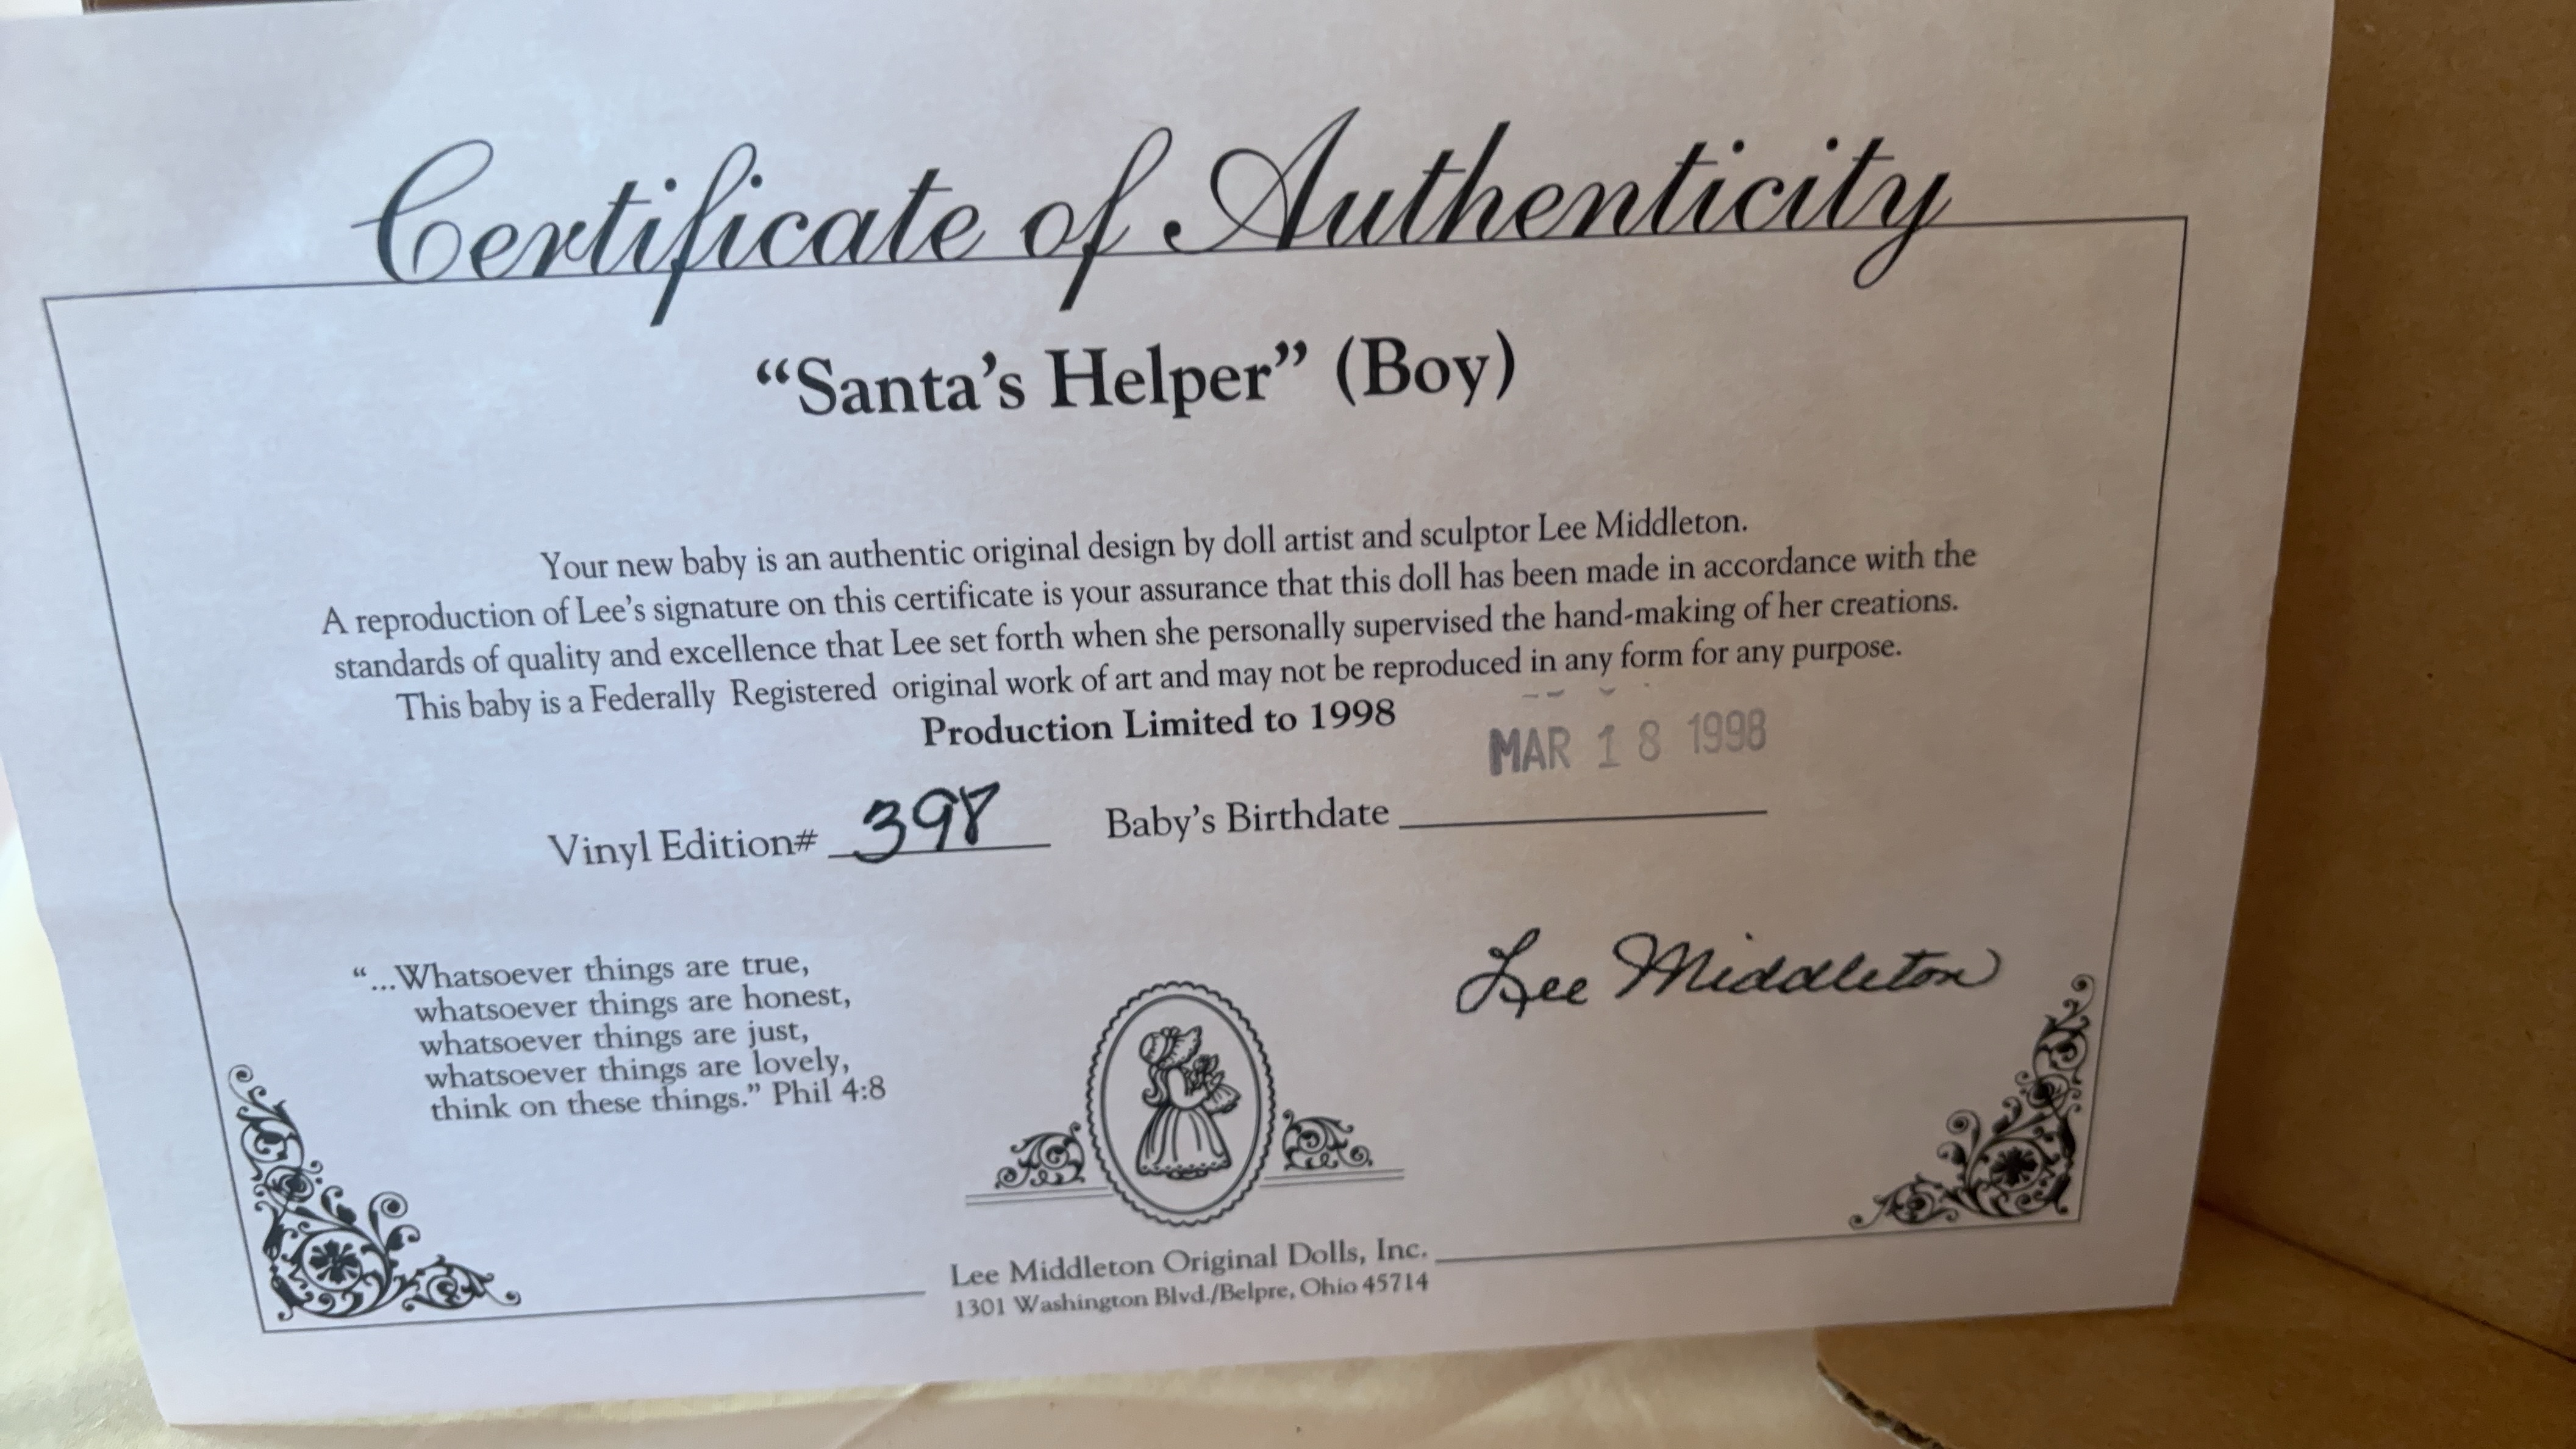 Certificate of Authenticity
“Santa’s Helper” (Boy)
Your new baby is an authentic original design by doll artist and sculptor Lee Middleton.
A reproduction of Lee’s signature on this certificate is your assurance that this doll has been made in accordance with the
standards of quality and excellence that Lee set forth when she personally supervised the hand-making of her creations.
This baby is a Federally Registered original work of art and may not be reproduced in any form for any purpose.
Production Limited to 1998
MAR 18 1998
Vinyl Edition# 398 Baby’s Birthdate
“...Whatsoever things are true,
whatsoever things are honest,
whatsoever things are just,
whatsoever things are lovely,
think on these things.” Phil 4:8
Lee Middleton
Lee Middleton Original Dolls, Inc.
1301 Washington Blvd./Belpre, Ohio 45714